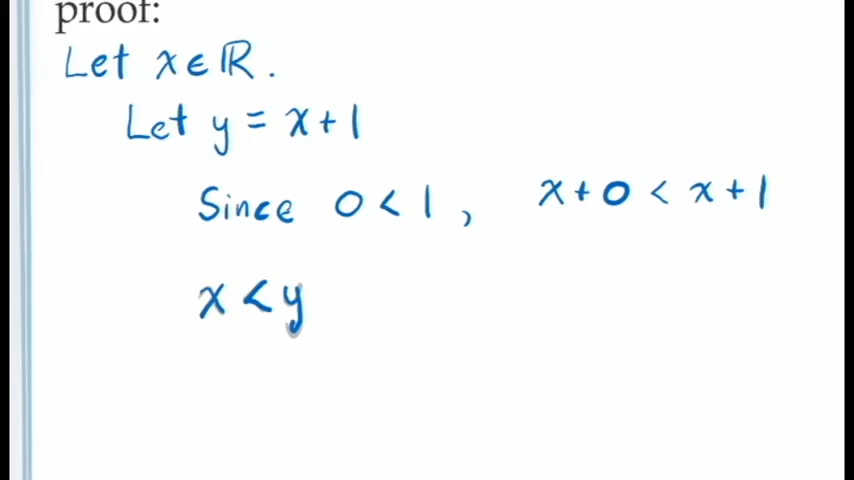 proof:
Let x ∈ ℝ.
Let y = x + 1
Since 0 < 1, x + 0 < x + 1
x < y